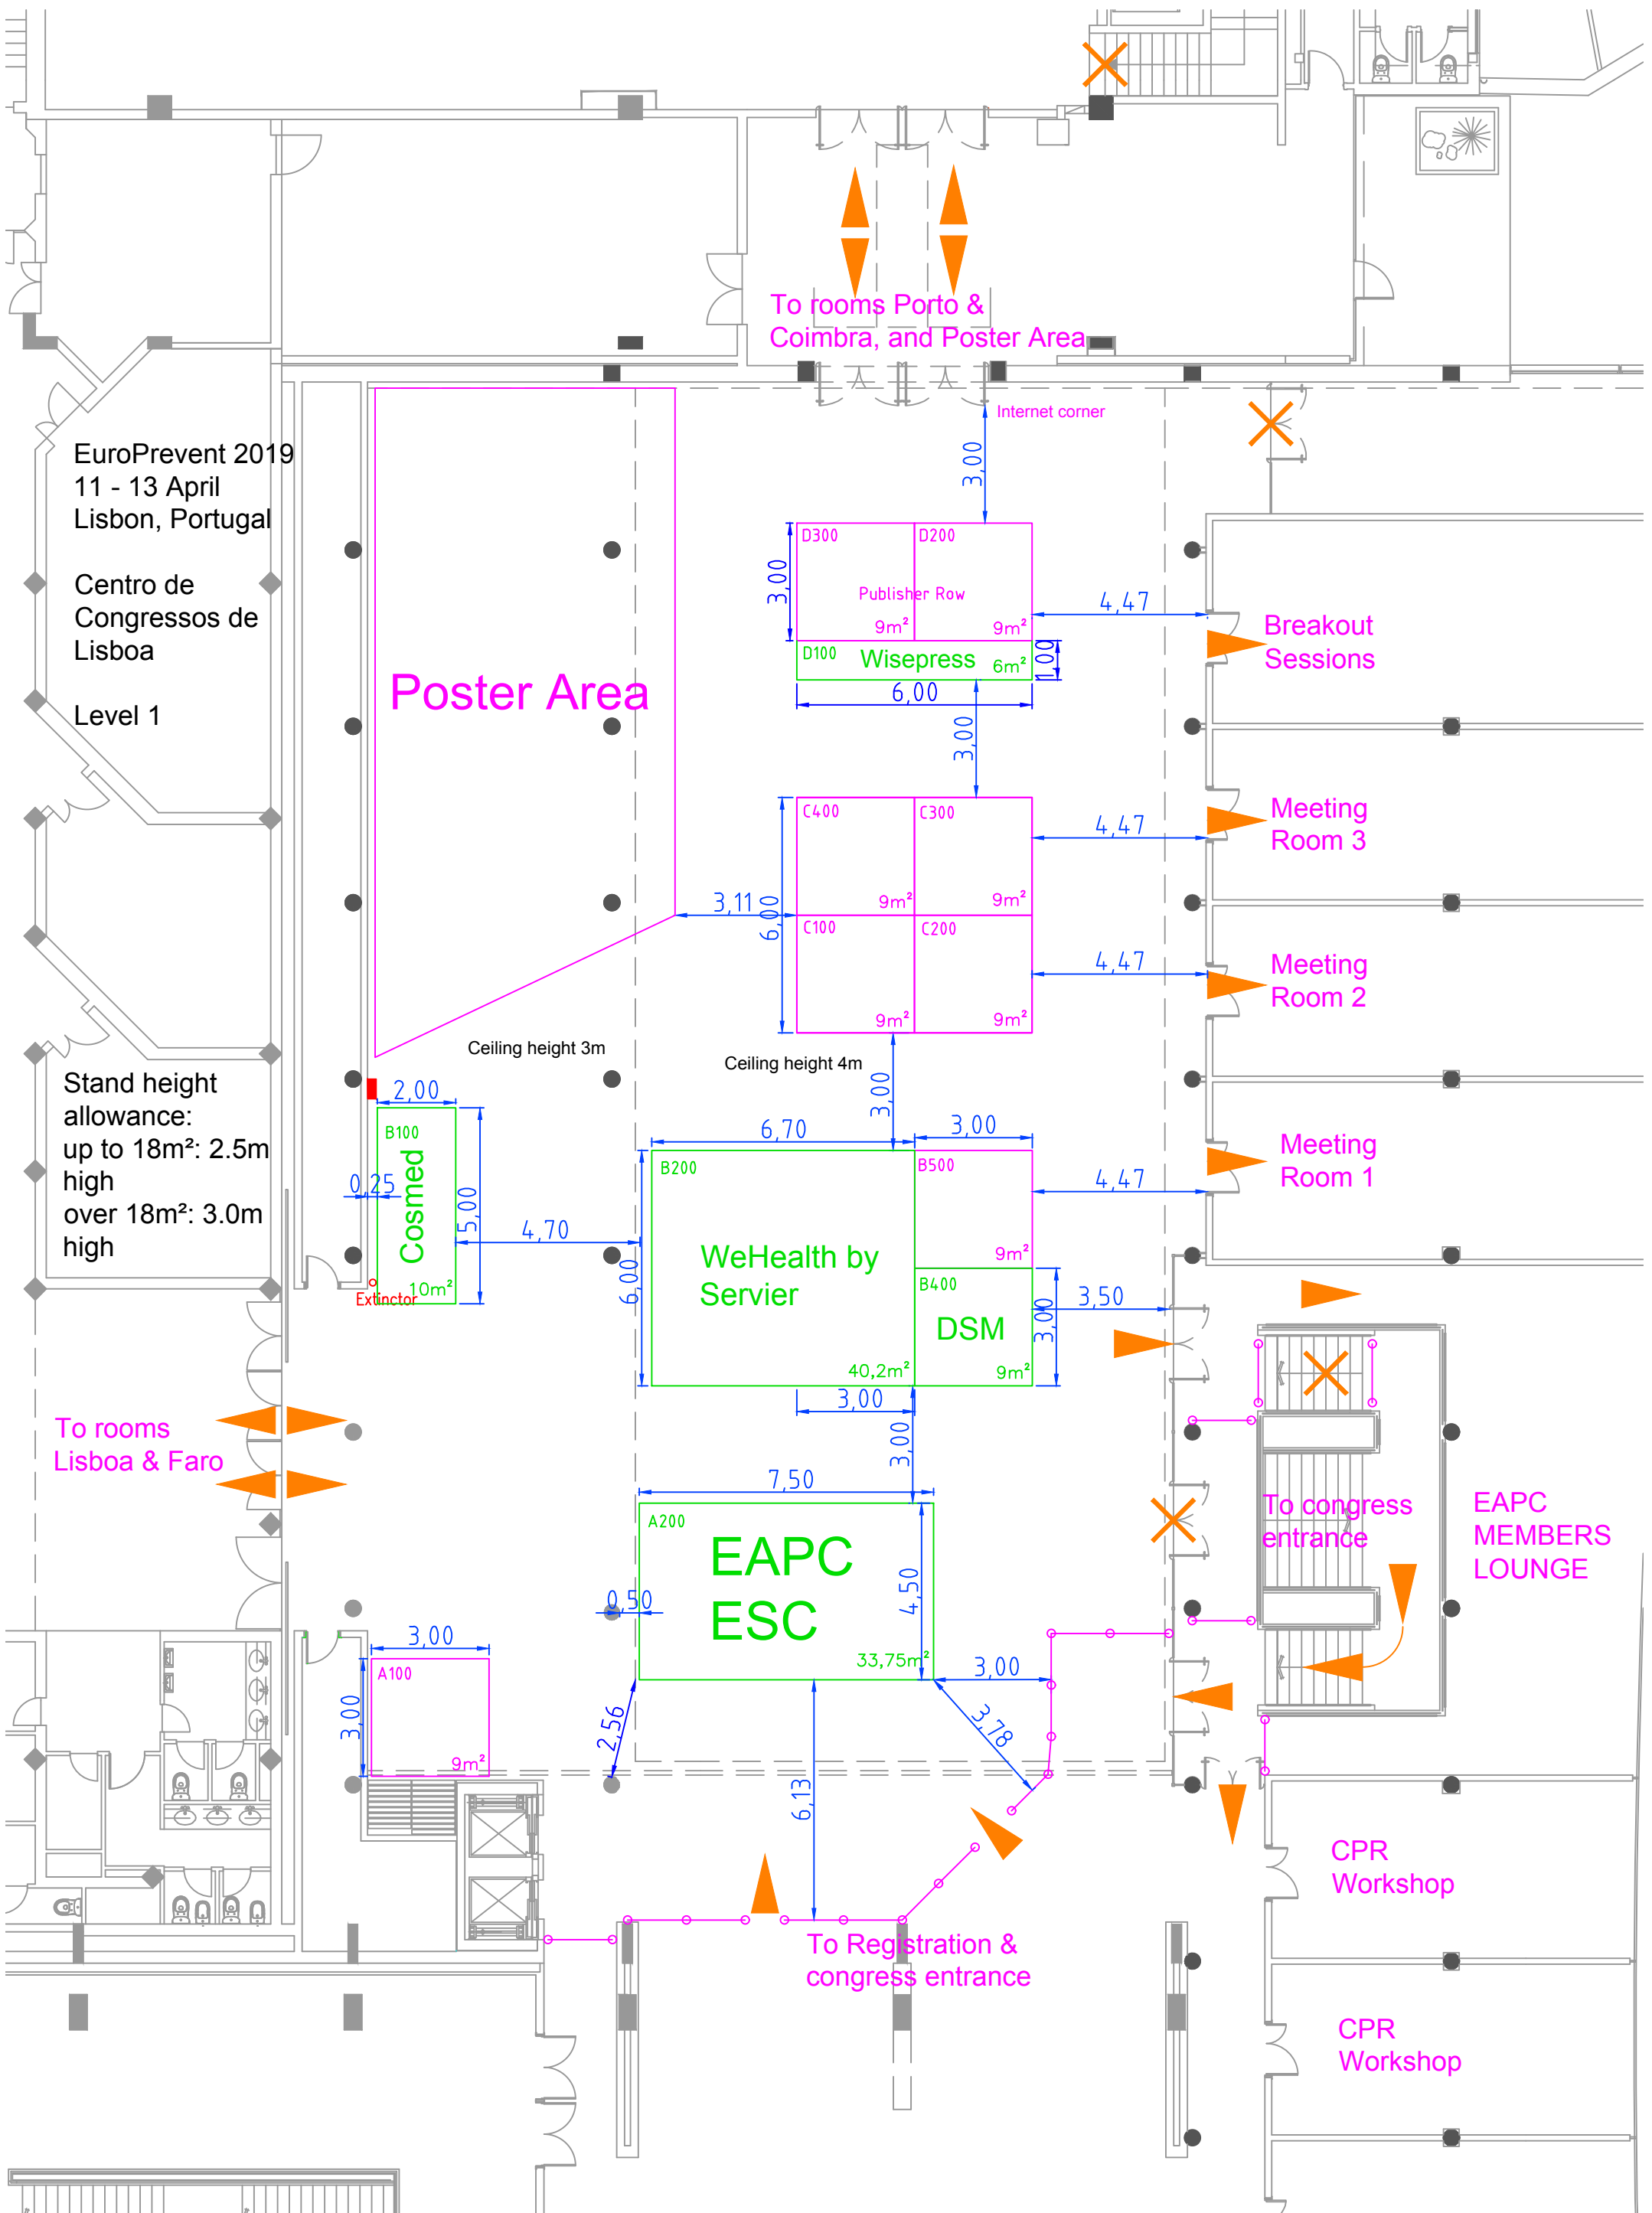 To rooms Porto &
Coimbra, and Poster Area
Internet corner
EuroPrevent 2019
11 - 13 April
Lisbon, Portugal
Centro de
Congressos de
Lisboa
Level 1
3,00
D300
D200
3,00
Publisher Row
9m²
9m²
4,47
Breakout
Sessions
D100
Wisepress
6m²
1,00
6,00
Poster Area
3,00
C400
C300
9m²
9m²
4,47
Meeting
Room 3
3,11
6,00
C100
C200
9m²
9m²
4,47
Meeting
Room 2
Ceiling height 3m
Ceiling height 4m
3,00
Stand height
allowance:
up to 18m²: 2.5m
high
over 18m²: 3.0m
high
2,00
B100
Cosmed
0,25
5,00
10m²
Extinctor
4,70
6,70
3,00
B200
B500
6,00
WeHealth by
Servier
40,2m²
9m²
4,47
Meeting
Room 1
B400
DSM
9m²
3,00
3,50
3,00
3,00
To rooms
Lisboa & Faro
7,50
A200
EAPC
ESC
0,50
4,50
33,75m²
To congress
entrance
EAPC
MEMBERS
LOUNGE
3,00
A100
3,00
9m²
2,56
3,00
3,78
6,13
To Registration &
congress entrance
CPR
Workshop
CPR
Workshop